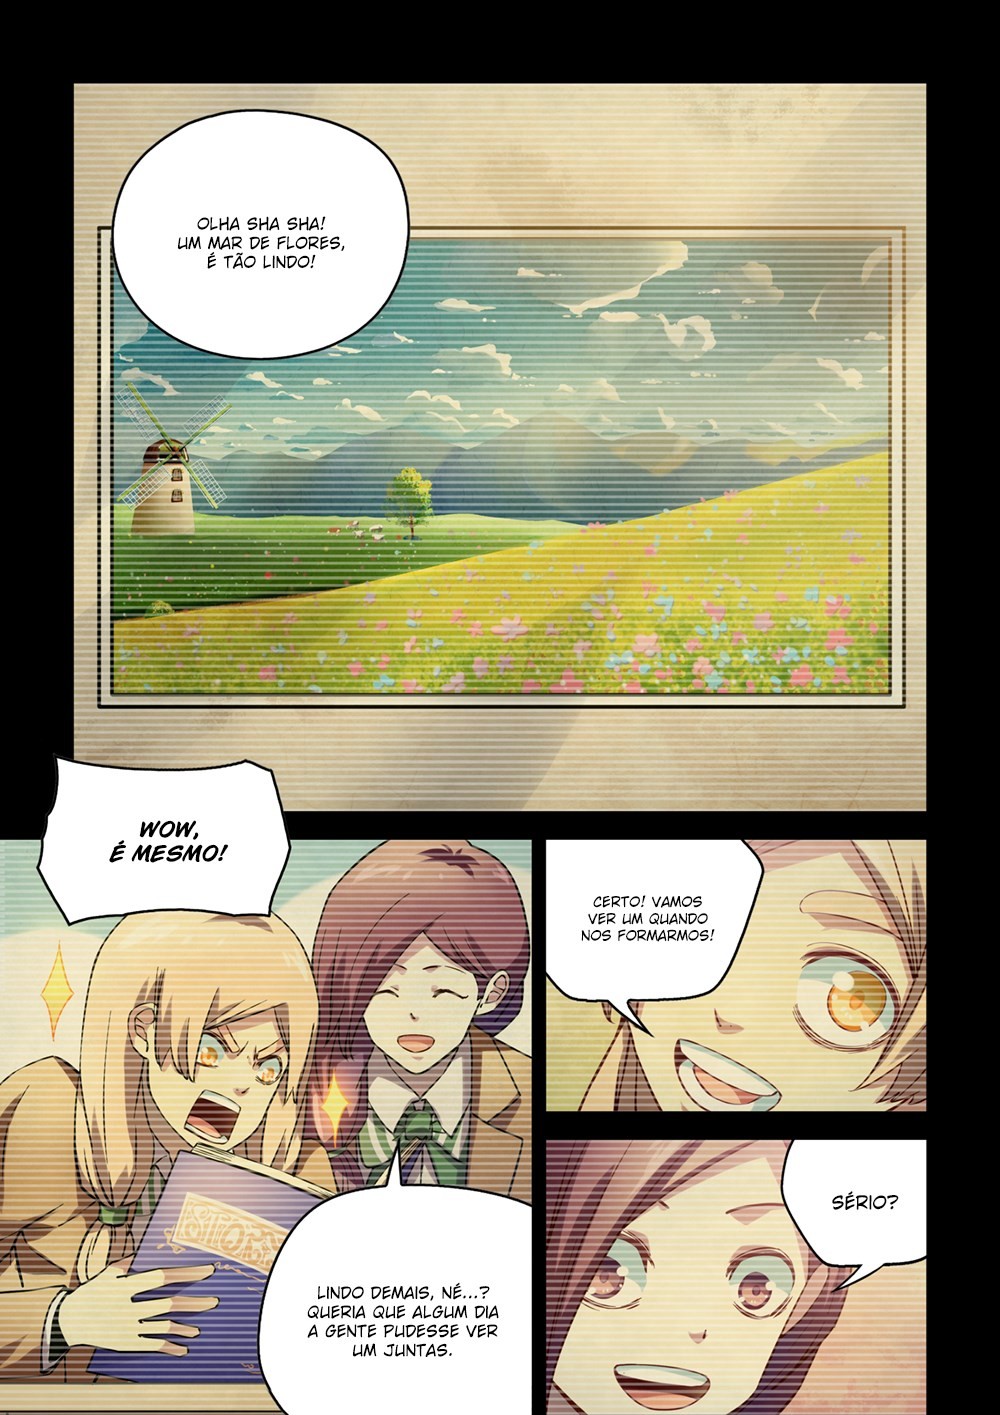 OLHA SHA SHA!
UM MAR DE FLORES,
É TÃO LINDO!
WOW,
É MESMO!
LINDO DEMAIS, NÉ...?
QUERIA QUE ALGUM DIA
A GENTE PUDESSE VER
UM JUNTAS.
CERTO! VAMOS
VER UM QUANDO
NOS FORMARMOS!
SÉRIO?